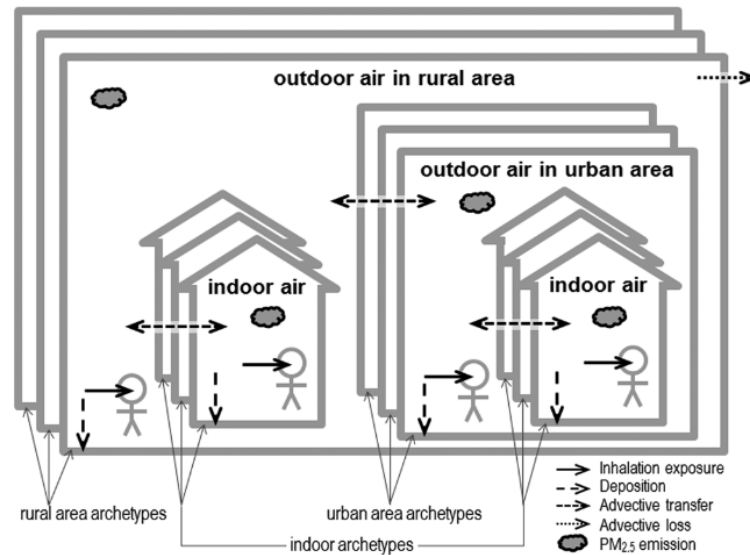 outdoor air in rural area
outdoor air in urban area
indoor air
indoor air
rural area archetypes
urban area archetypes
indoor archetypes
Inhalation exposure
Deposition
Advective transfer
Advective loss
PM2.5 emission